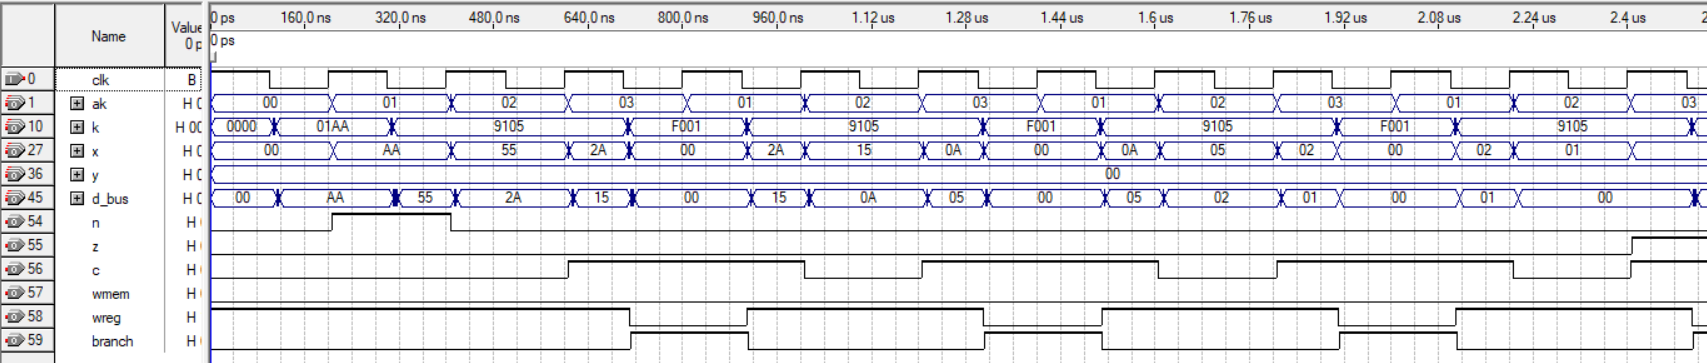 Name Value 0 p 0 ps 160.0 ns 320.0 ns 480.0 ns 640.0 ns 800.0 ns 960.0 ns 1.12 us 1.28 us 1.44 us 1.6 us 1.76 us 1.92 us 2.08 us 2.24 us 2.4 us 2
0 ps
0 clk B
1 ak H 0 00 01 02 03 01 02 03 01 02 03 01 02 03
10 k H 00 0000 01AA 9105 F001 9105 F001 9105 F001 9105
27 x H 0 00 AA 55 2A 00 2A 15 0A 00 0A 05 02 00 02 01
36 y H 0 00
45 d_bus H 0 00 AA 55 2A 15 00 15 0A 05 00 05 02 01 00 01 00
54 n H
55 z H
56 c H
57 wmem H
58 wreg H
59 branch H